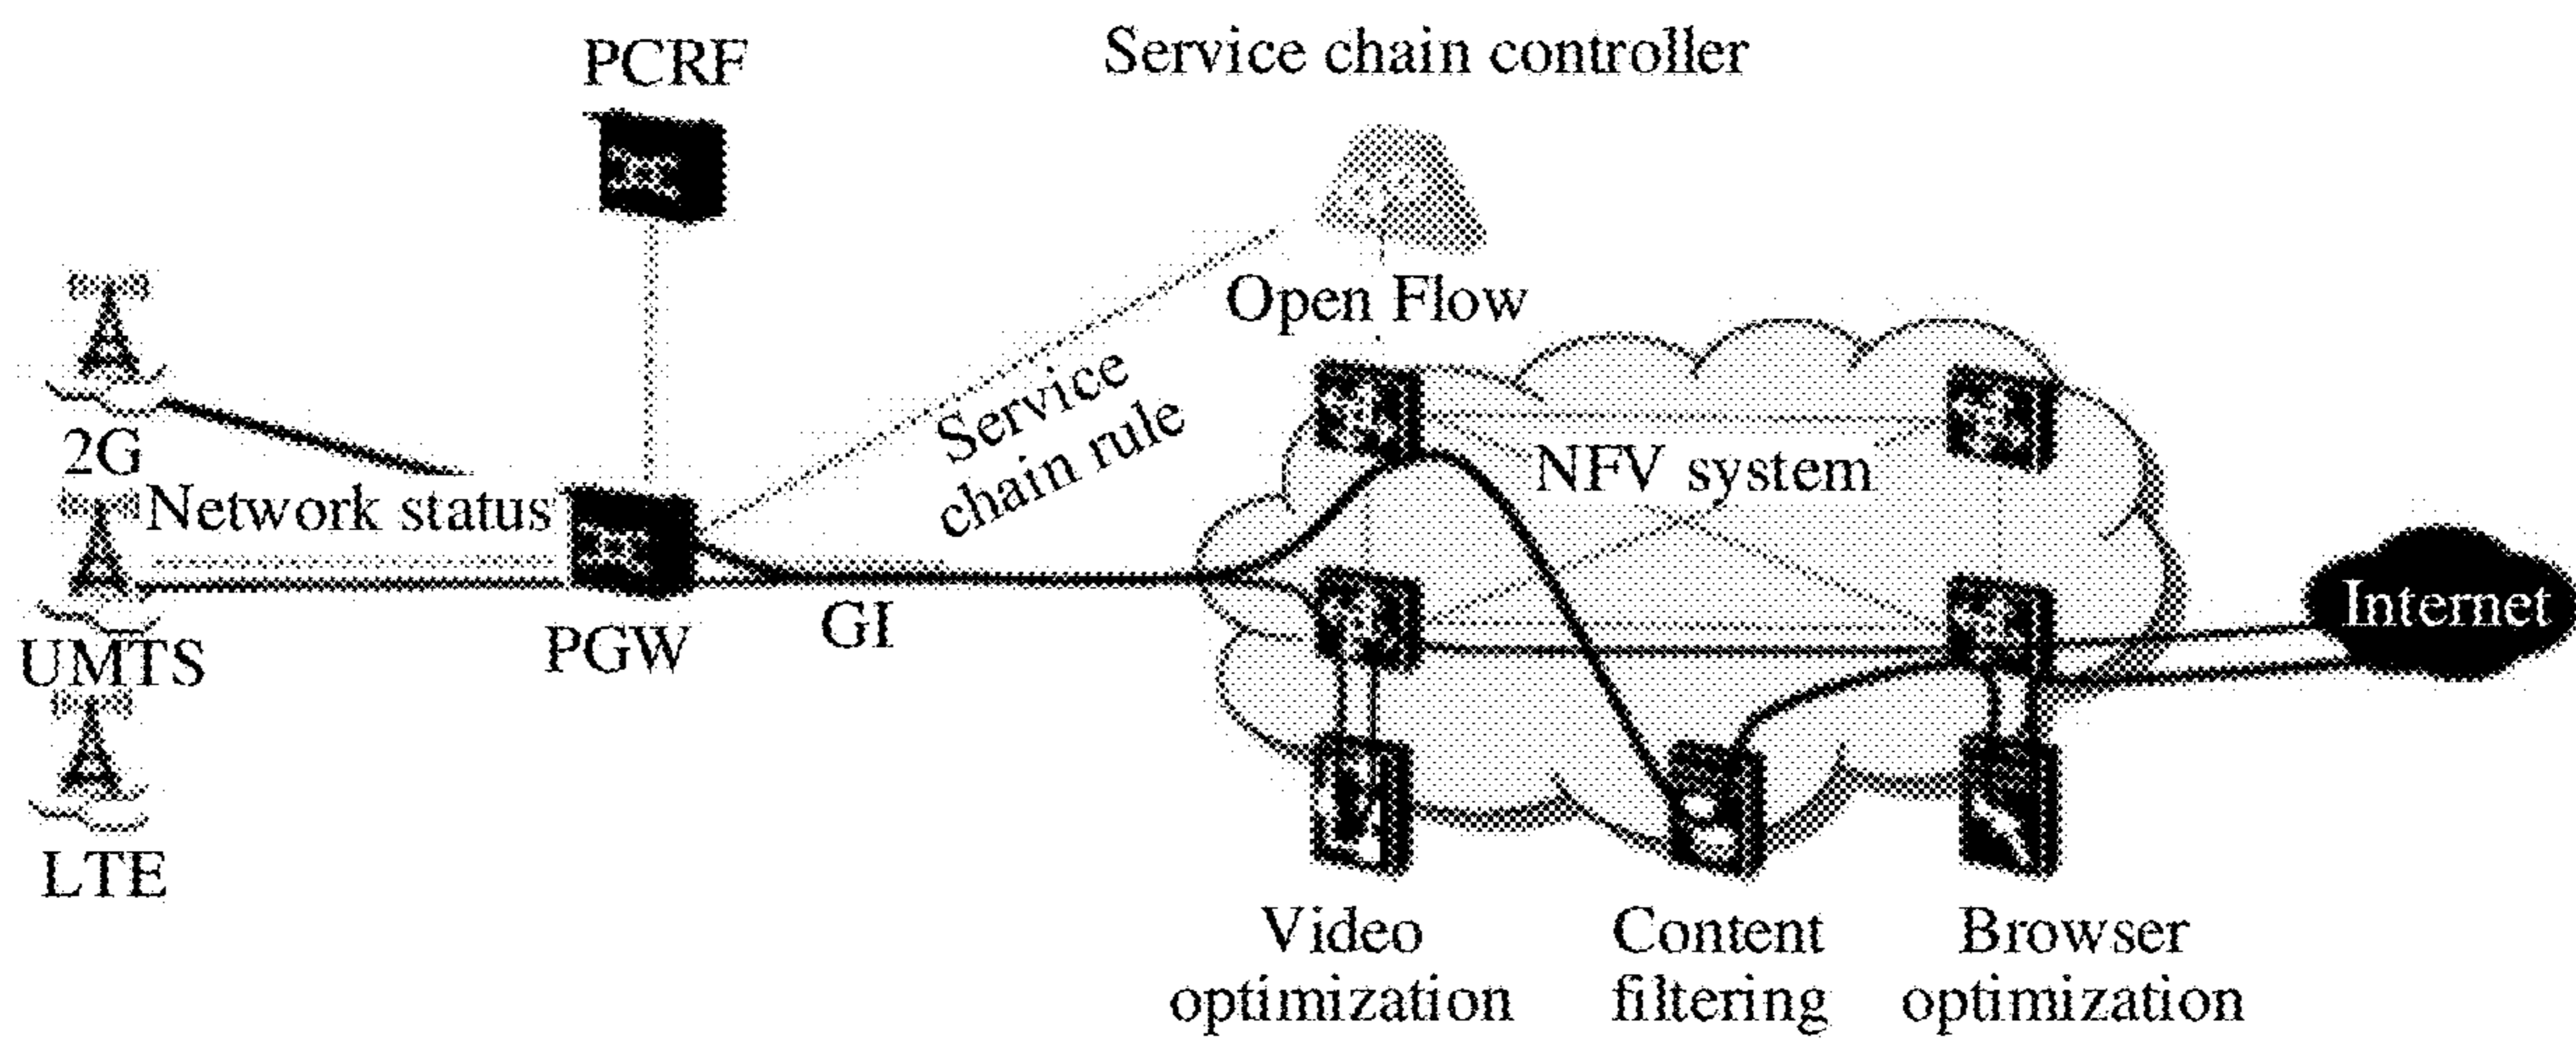 PCRF
Service chain controller
Open Flow
2G
Network status
Service
chain rule
NFV system
UMTS
PGW
GI
Internet
LTE
Video
optimization
Content
filtering
Browser
optimization